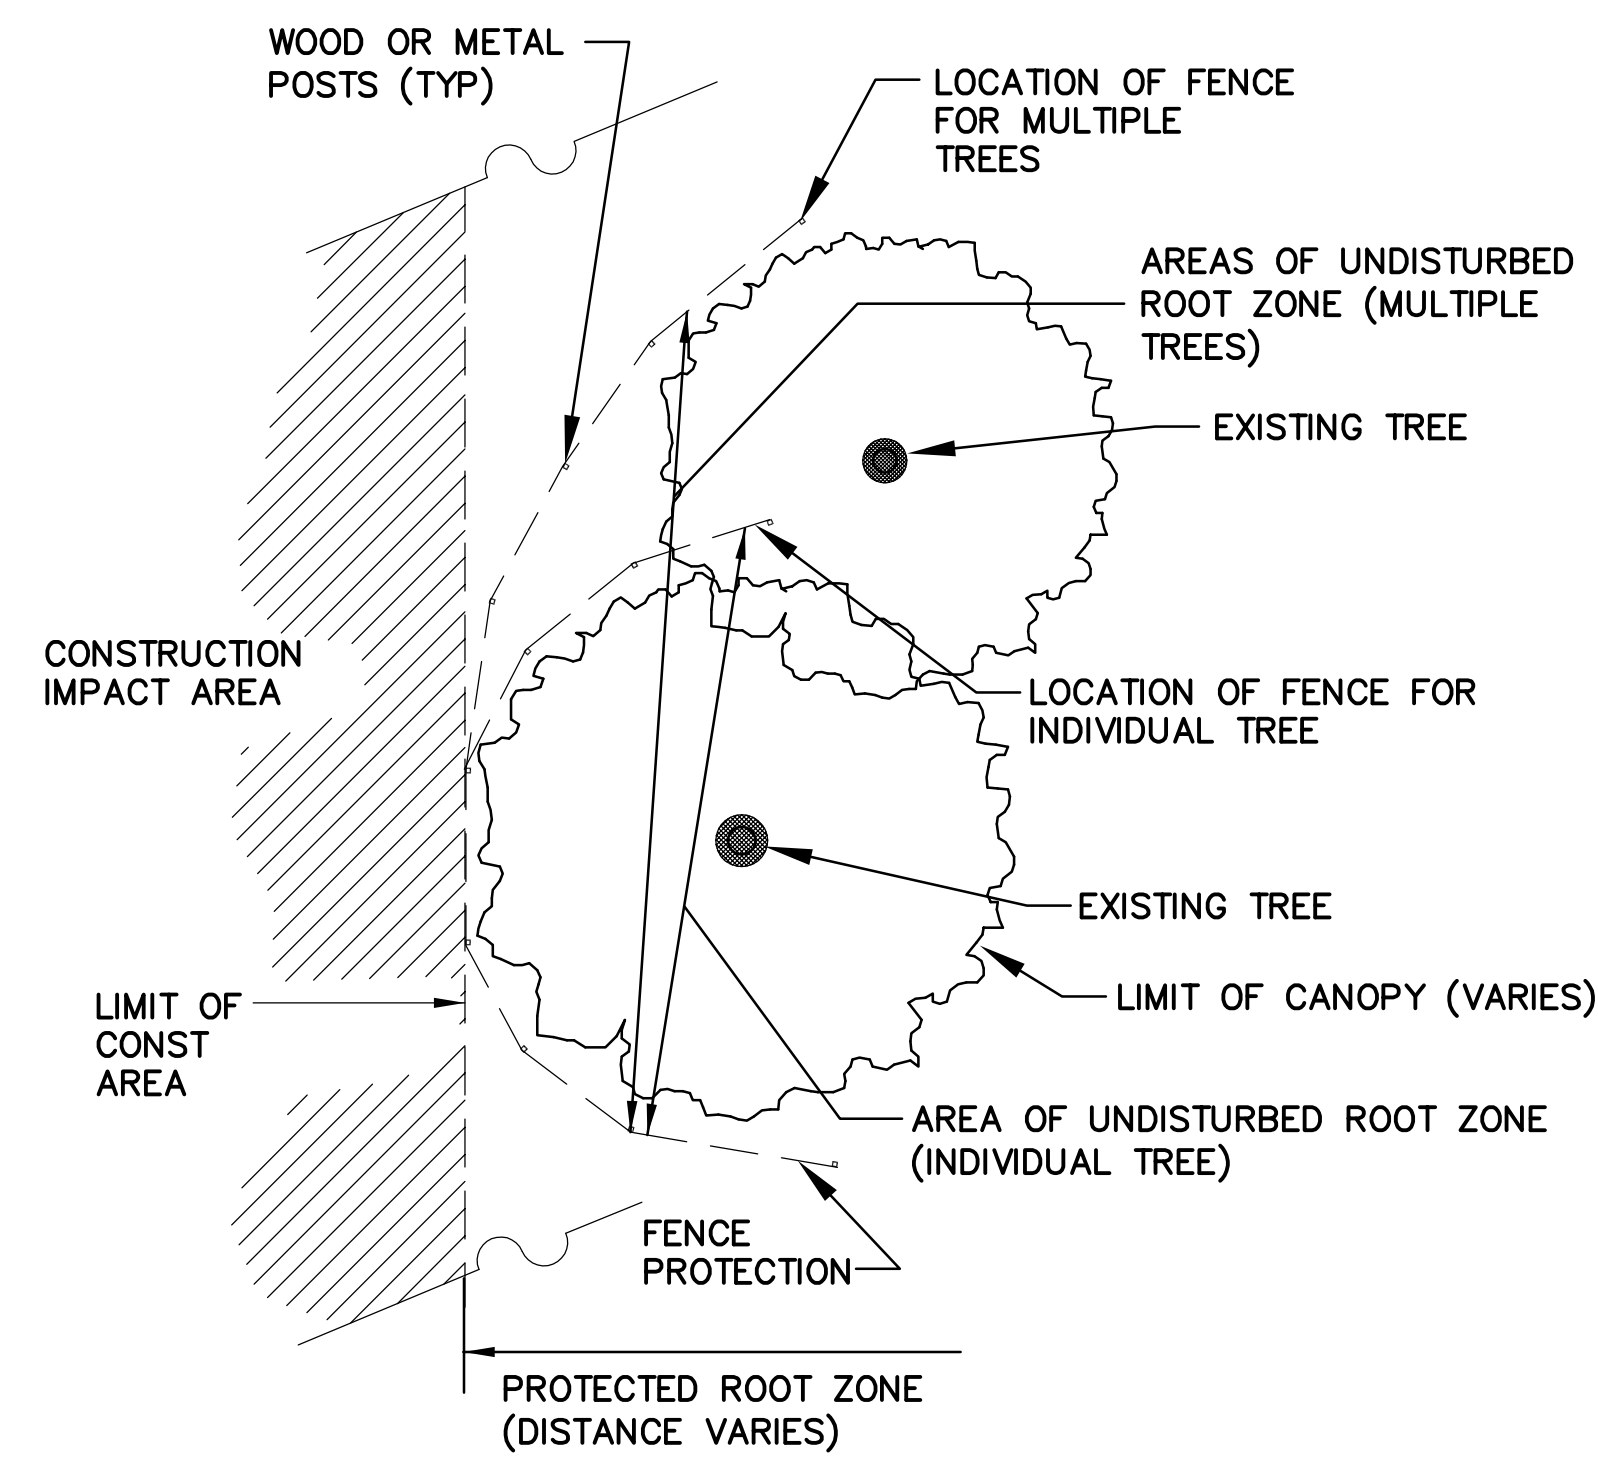 WOOD OR METAL
POSTS (TYP)
LOCATION OF FENCE
FOR MULTIPLE
TREES
AREAS OF UNDISTURBED
ROOT ZONE (MULTIPLE
TREES)
EXISTING TREE
CONSTRUCTION
IMPACT AREA
LOCATION OF FENCE FOR
INDIVIDUAL TREE
EXISTING TREE
LIMIT OF CANOPY (VARIES)
LIMIT OF
CONST
AREA
AREA OF UNDISTURBED ROOT ZONE
(INDIVIDUAL TREE)
FENCE
PROTECTION
PROTECTED ROOT ZONE
(DISTANCE VARIES)